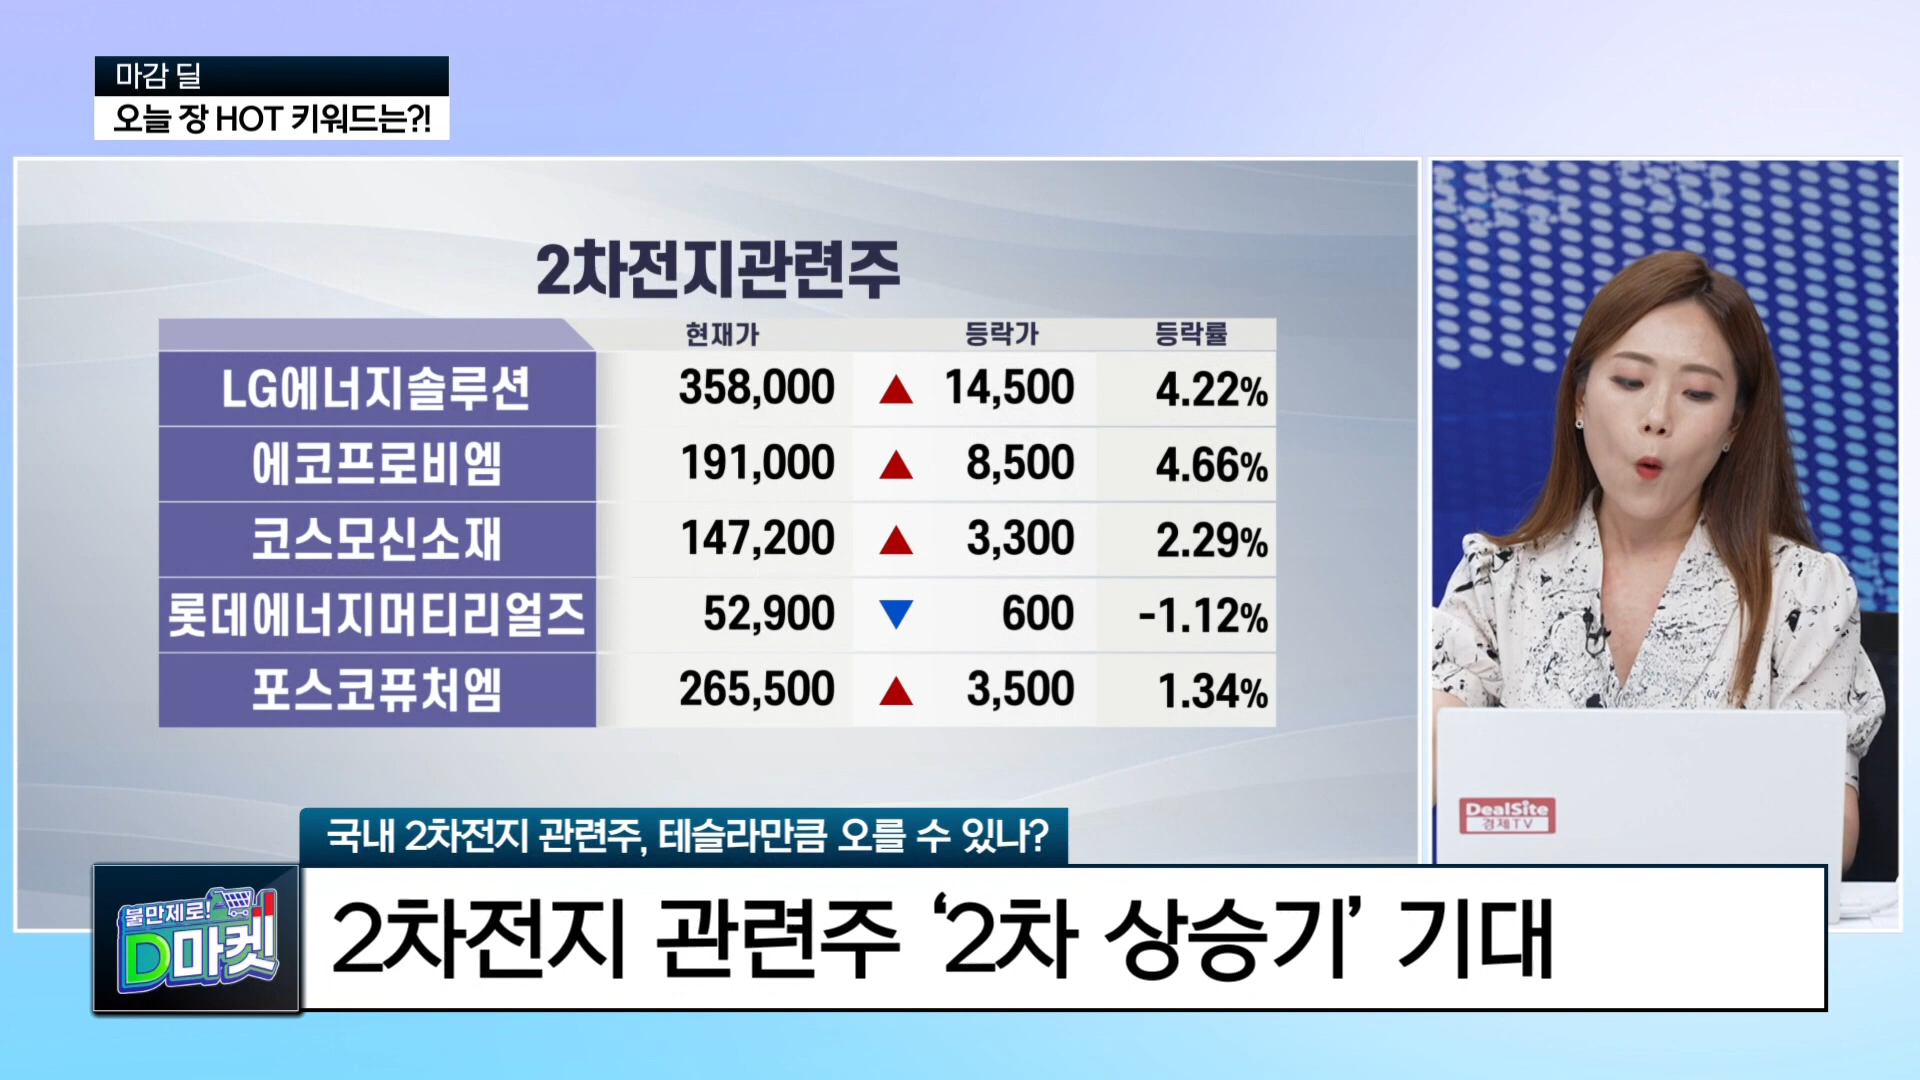 마감 딜
오늘 장 HOT 키워드는?!
2차전지관련주
현재가 등락가 등락률
LG에너지솔루션 358,000 ▲ 14,500 4.22%
에코프로비엠 191,000 ▲ 8,500 4.66%
코스모신소재 147,200 ▲ 3,300 2.29%
롯데에너지머티리얼즈 52,900 ▼ 600 -1.12%
포스코퓨처엠 265,500 ▲ 3,500 1.34%
DealSite
경제TV
국내 2차전지 관련주, 테슬라만큼 오를 수 있나?
불만제로!
D마켓
2차전지 관련주 ‘2차 상승기’ 기대